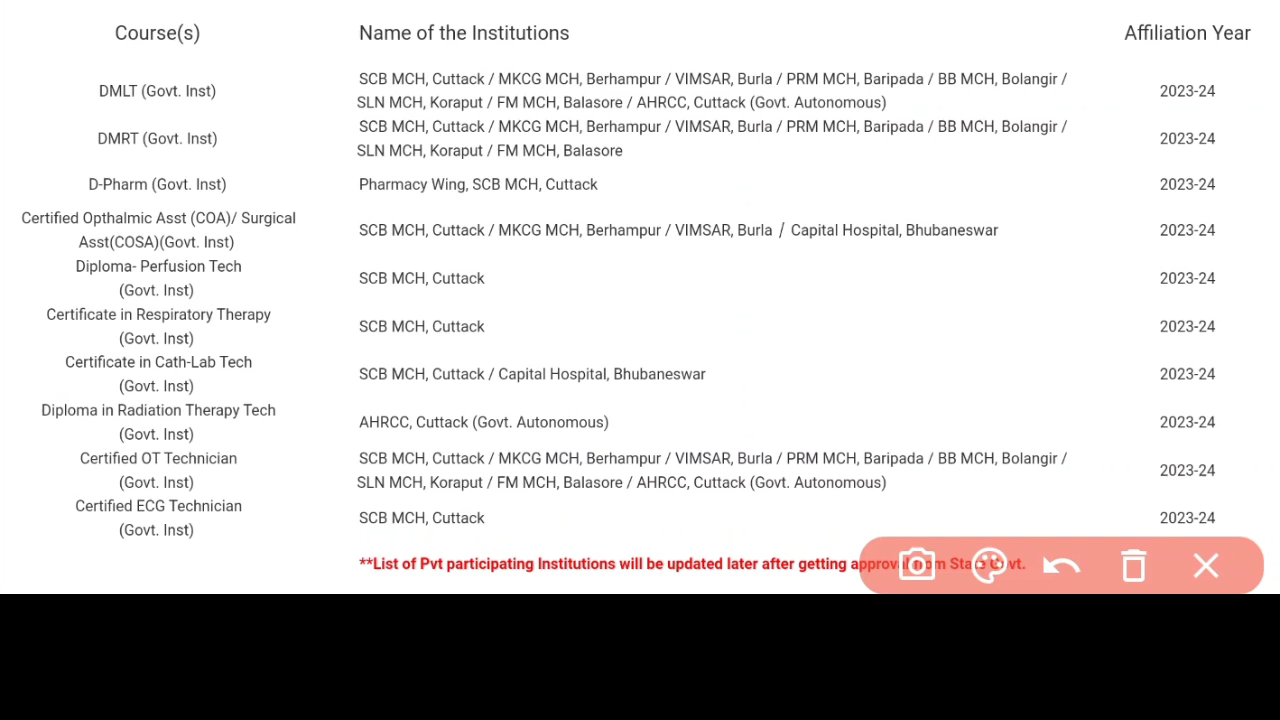 Course(s) Name of the Institutions Affiliation Year
SCB MCH, Cuttack / MKCG MCH, Berhampur / VIMSAR, Burla / PRM MCH, Baripada / BB MCH, Bolangir /
DMLT (Govt. Inst) 2023-24
SLN MCH, Koraput / FM MCH, Balasore / AHRCC, Cuttack (Govt. Autonomous)
SCB MCH, Cuttack / MKCG MCH, Berhampur / VIMSAR, Burla / PRM MCH, Baripada / BB MCH, Bolangir /
DMRT (Govt. Inst) 2023-24
SLN MCH, Koraput / FM MCH, Balasore
D-Pharm (Govt. Inst) Pharmacy Wing, SCB MCH, Cuttack 2023-24
Certified Opthalmic Asst (COA)/ Surgical
SCB MCH, Cuttack / MKCG MCH, Berhampur / VIMSAR, Burla / Capital Hospital, Bhubaneswar 2023-24
Asst(COSA)(Govt. Inst)
Diploma- Perfusion Tech
SCB MCH, Cuttack 2023-24
(Govt. Inst)
Certificate in Respiratory Therapy
SCB MCH, Cuttack 2023-24
(Govt. Inst)
Certificate in Cath-Lab Tech
SCB MCH, Cuttack / Capital Hospital, Bhubaneswar 2023-24
(Govt. Inst)
Diploma in Radiation Therapy Tech
AHRCC, Cuttack (Govt. Autonomous) 2023-24
(Govt. Inst)
Certified OT Technician SCB MCH, Cuttack / MKCG MCH, Berhampur / VIMSAR, Burla / PRM MCH, Baripada / BB MCH, Bolangir /
2023-24
(Govt. Inst) SLN MCH, Koraput / FM MCH, Balasore / AHRCC, Cuttack (Govt. Autonomous)
Certified ECG Technician
SCB MCH, Cuttack 2023-24
(Govt. Inst)
**List of Pvt participating Institutions will be updated later after getting approval from State Govt.